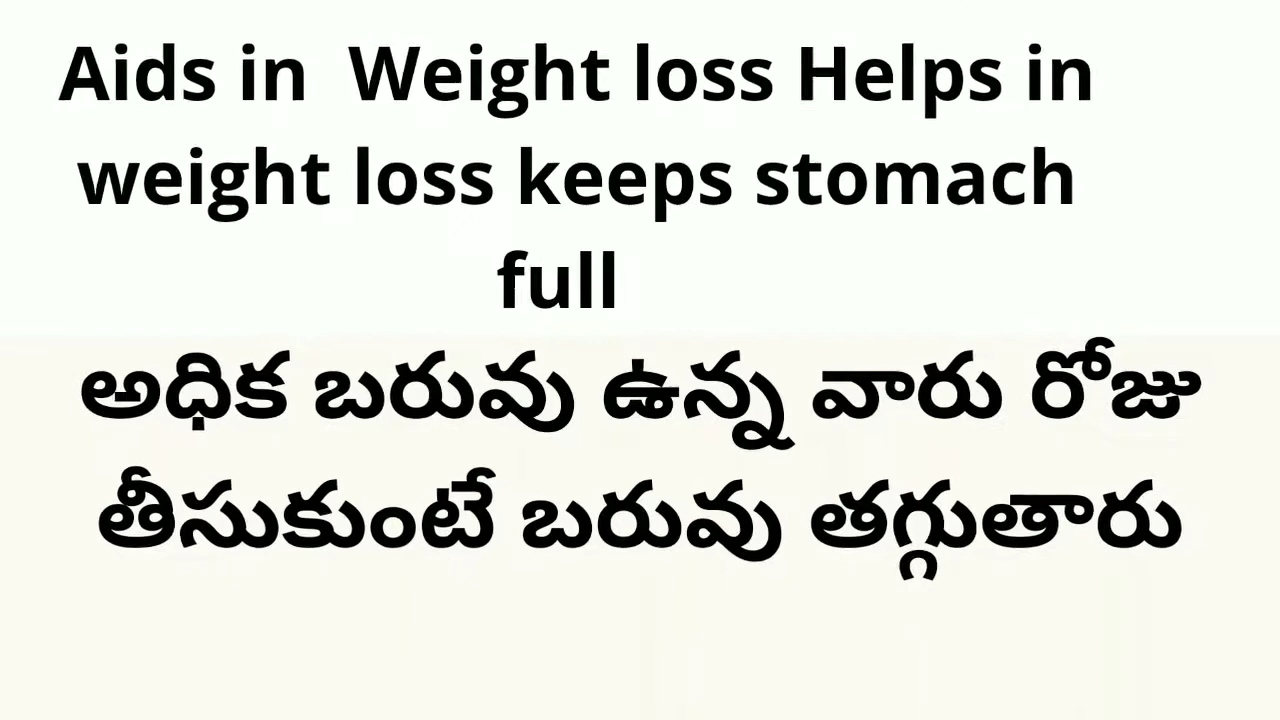 Aids in  Weight loss Helps in
weight loss keeps stomach
full
అధిక బరువు ఉన్న వారు రోజు
తీసుకుంటే బరువు తగ్గుతారు